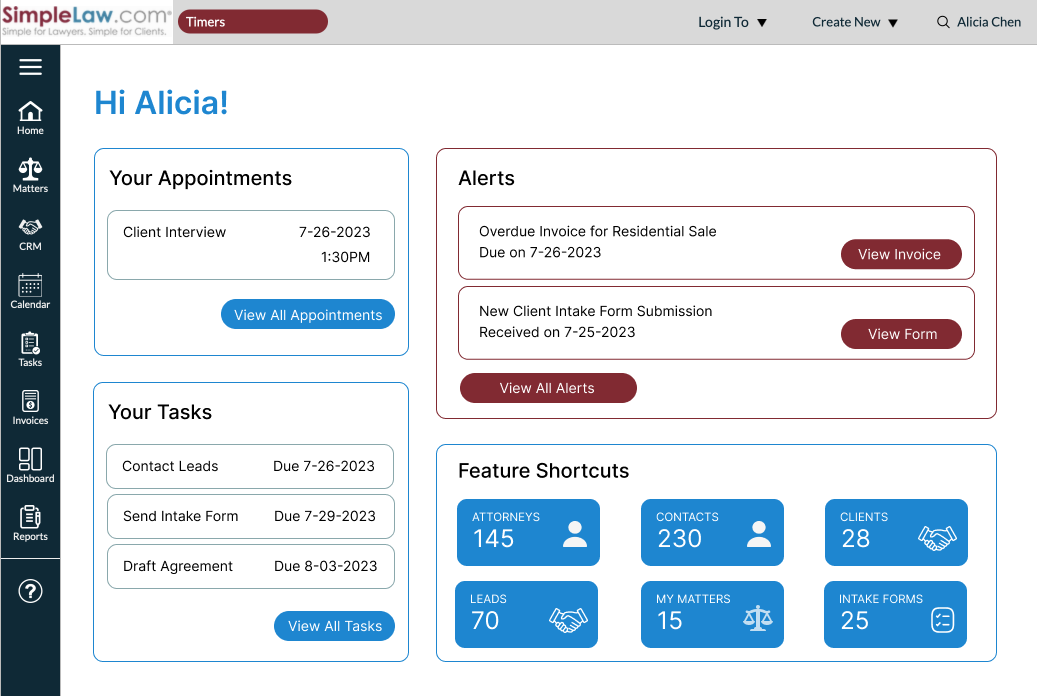 SimpleLaw.com®
Simple for Lawyers. Simple for Clients.
Timers
Login To ▼
Create New ▼
Alicia Chen
Home
Matters
CRM
Calendar
Tasks
Invoices
Dashboard
Reports
?
Hi Alicia!
Your Appointments
Client Interview 7-26-2023
1:30PM
View All Appointments
Your Tasks
Contact Leads Due 7-26-2023
Send Intake Form Due 7-29-2023
Draft Agreement Due 8-03-2023
View All Tasks
Alerts
Overdue Invoice for Residential Sale
Due on 7-26-2023
View Invoice
New Client Intake Form Submission
Received on 7-25-2023
View Form
View All Alerts
Feature Shortcuts
ATTORNEYS
145
CONTACTS
230
CLIENTS
28
LEADS
70
MY MATTERS
15
INTAKE FORMS
25